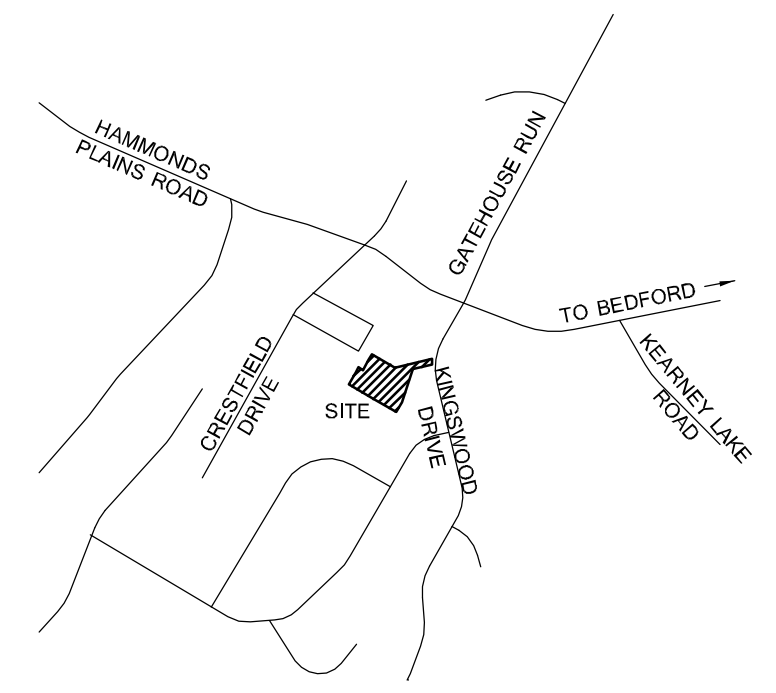 HAMMONDS
PLAINS ROAD
GATEHOUSE RUN
TO BEDFORD
KEARNEY LAKE
ROAD
CRESTFIELD
DRIVE
SITE
KINGSWOOD
DRIVE